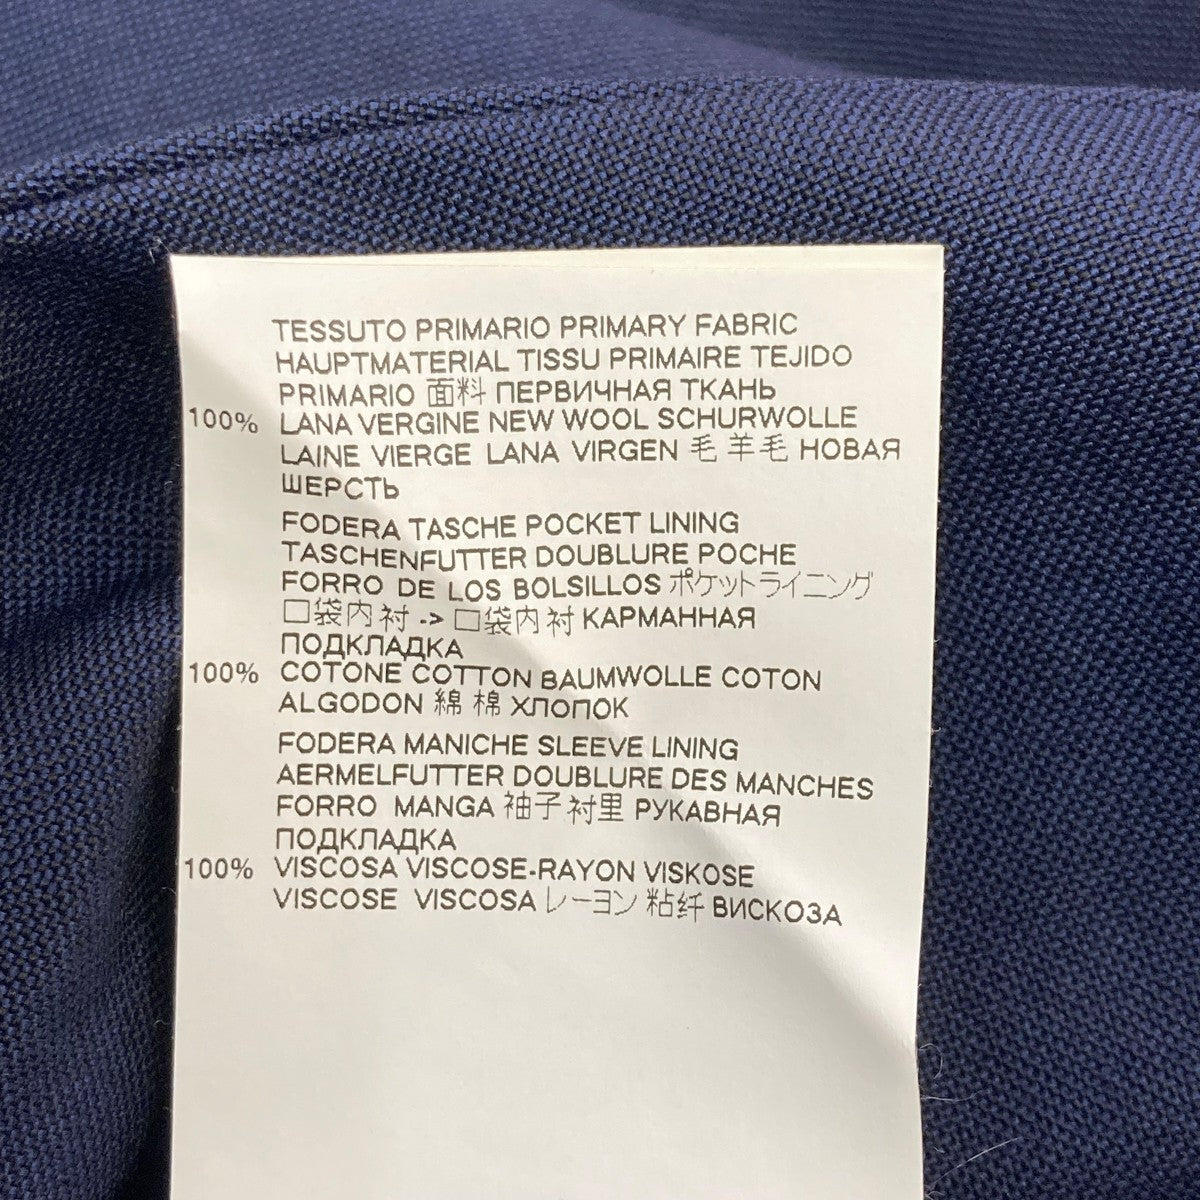 TESSUTO PRIMARIO PRIMARY FABRIC
HAUPTMATERIAL TISSU PRIMAIRE TEJIDO
PRIMARIO 面料 ПЕРВИЧНАЯ ТКАНЬ
100% LANA VERGINE NEW WOOL SCHURWOLLE
LAINE VIERGE LANA VIRGEN 毛 羊毛 НОВАЯ
ШЕРСТЬ
FODERA TASCHE POCKET LINING
TASCHENFUTTER DOUBLURE POCHE
FORRO DE LOS BOLSILLOS ポケットライニング
口袋内衬 -> 口袋内衬 КАРМАННАЯ
ПОДКЛАДКА
100% COTONE COTTON BAUMWOLLE COTON
ALGODON 綿 棉 ХЛОПОК
FODERA MANICHE SLEEVE LINING
AERMELFUTTER DOUBLURE DES MANCHES
FORRO MANGA 袖子衬里 РУКАВНАЯ
ПОДКЛАДКА
100% VISCOSA VISCOSE-RAYON VISKOSE
VISCOSE VISCOSA レーヨン 粘纤 ВИСКОЗА